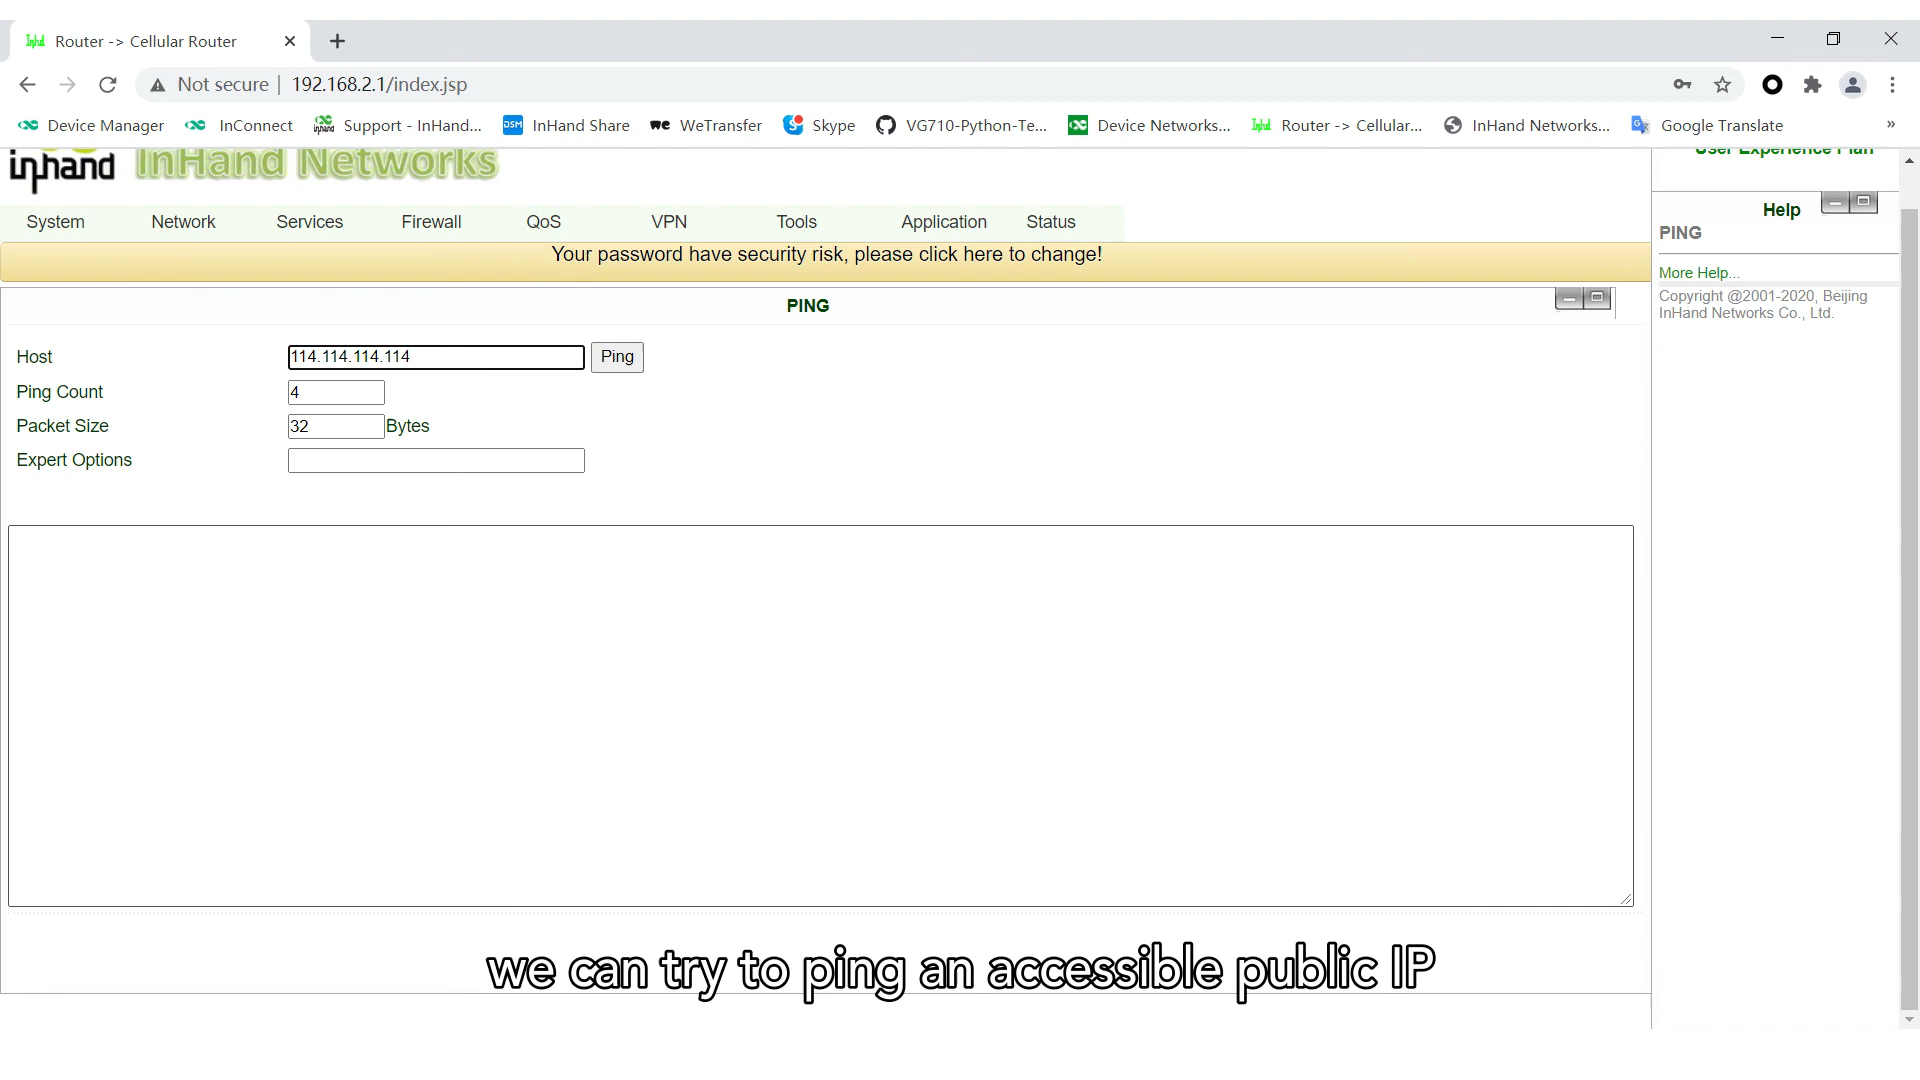 Router -> Cellular Router
Not secure | 192.168.2.1/index.jsp
Device Manager InConnect Support - InHand... InHand Share WeTransfer Skype VG710-Python-Te... Device Networks... Router -> Cellular... InHand Networks... Google Translate »
inhand InHand Networks
User Experience Plan
System Network Services Firewall QoS VPN Tools Application Status
Help
PING
Your password have security risk, please click here to change!
More Help...
Copyright @2001-2020, Beijing
InHand Networks Co., Ltd.
PING
Host 114.114.114.114 Ping
Ping Count 4
Packet Size 32 Bytes
Expert Options
we can try to ping an accessible public IP